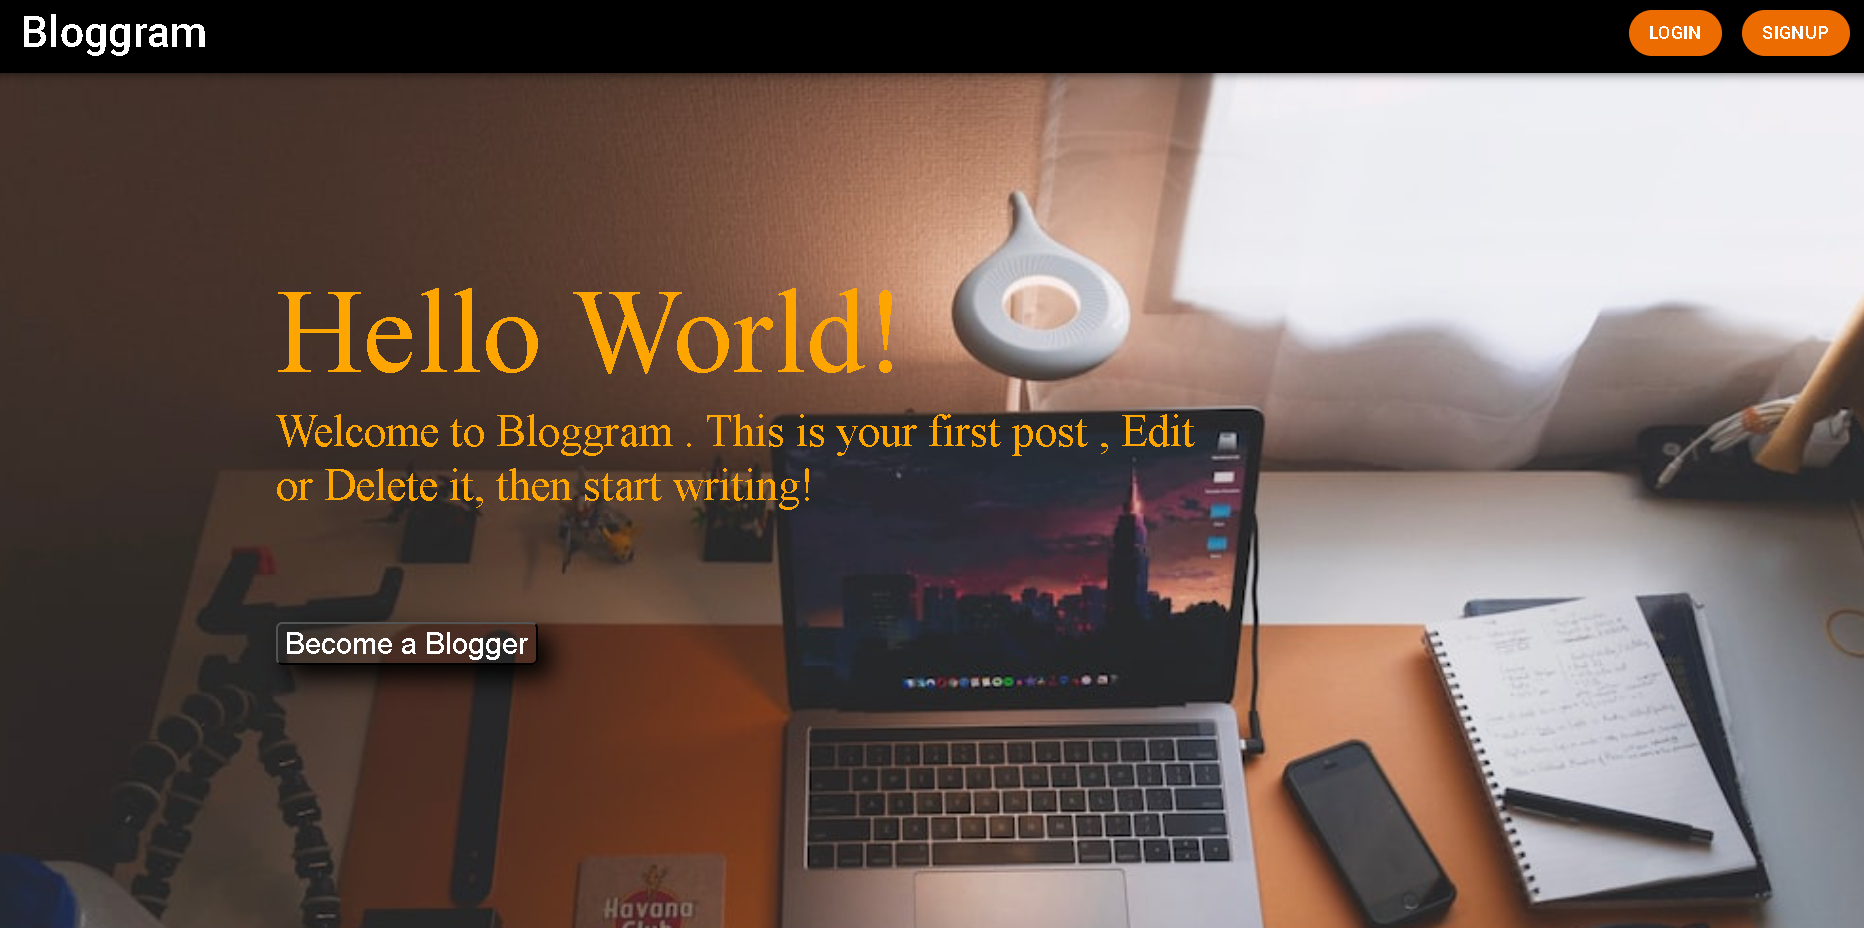 Bloggram
LOGIN
SIGNUP
Hello World!
Welcome to Bloggram . This is your first post , Edit
or Delete it, then start writing!
Become a Blogger
Havana
Club